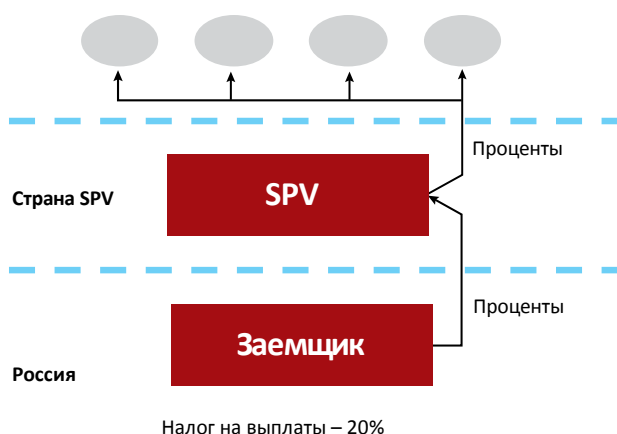 Проценты
Страна SPV
SPV
Проценты
Заемщик
Россия
Налог на выплаты – 20%